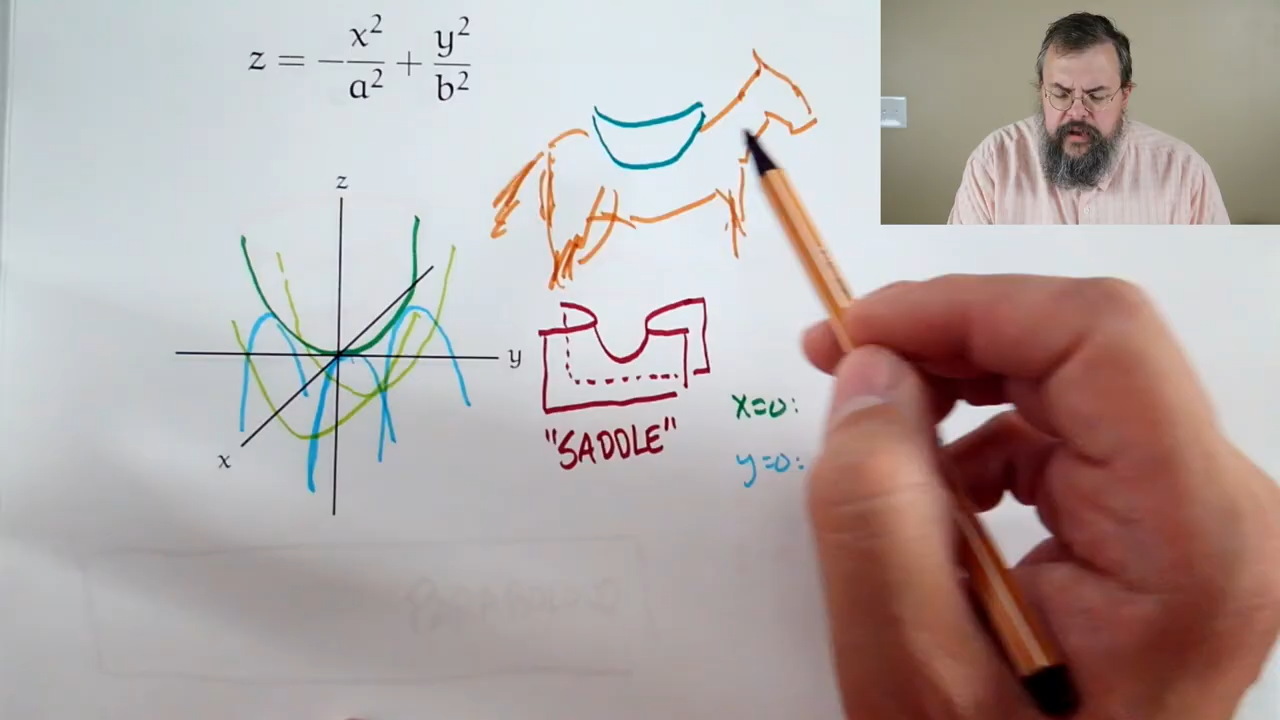 z = −x²/a² + y²/b²
z
y
x
"SADDLE"
x=0:
y=0: